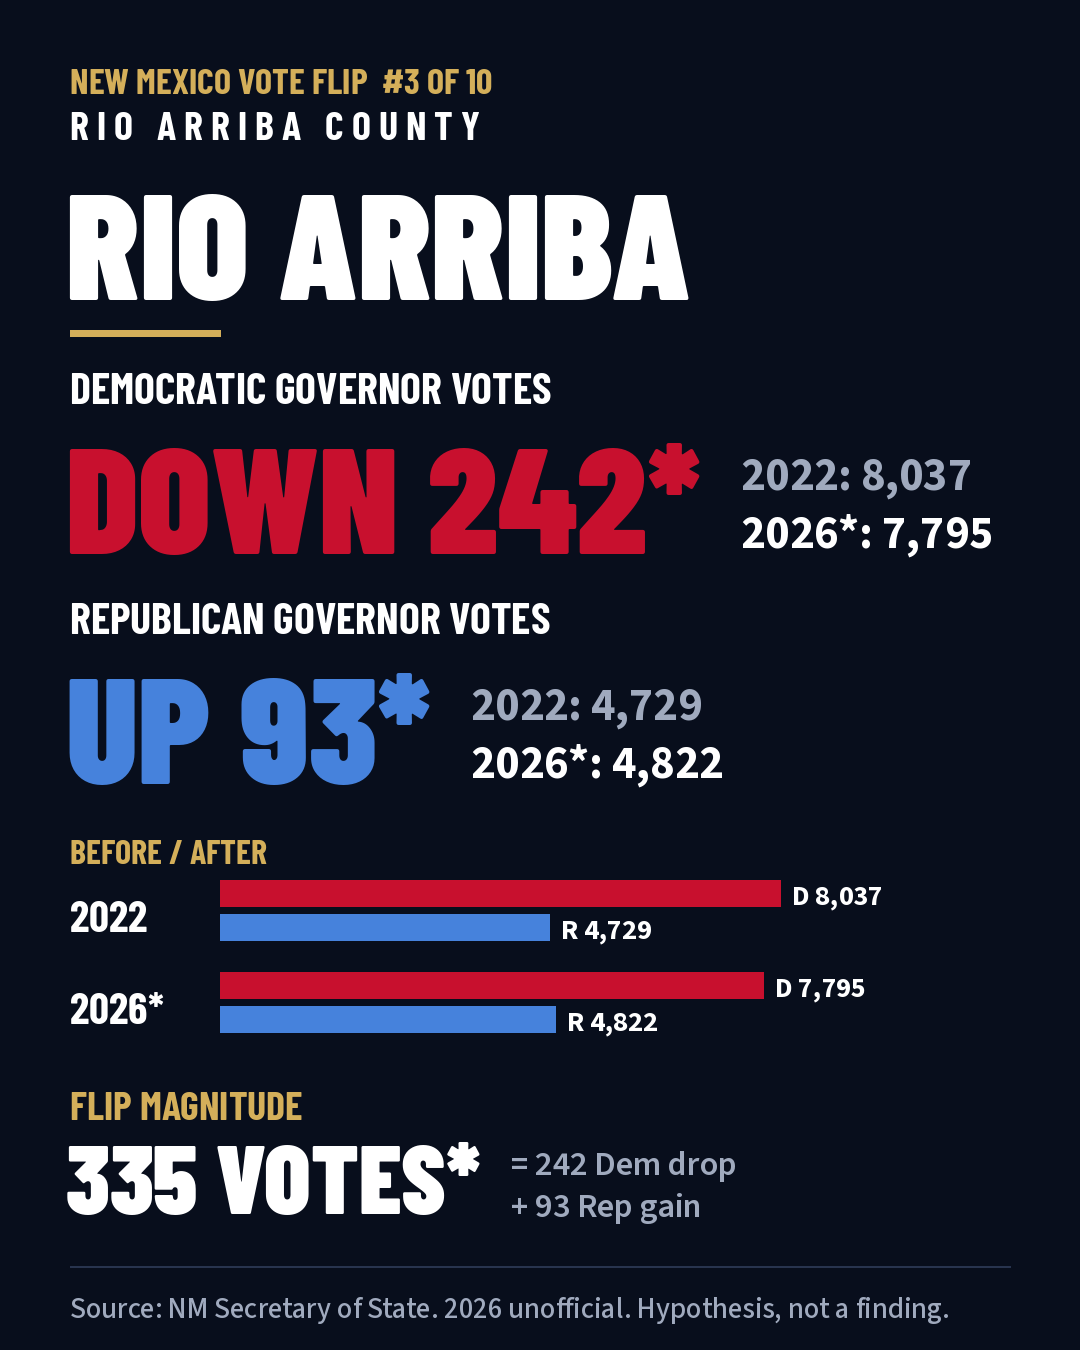 NEW MEXICO VOTE FLIP #3 OF 10
RIO ARRIBA COUNTY
RIO ARRIBA
DEMOCRATIC GOVERNOR VOTES
DOWN 242*
2022: 8,037
2026*: 7,795
REPUBLICAN GOVERNOR VOTES
UP 93*
2022: 4,729
2026*: 4,822
BEFORE / AFTER
2022
D 8,037
R 4,729
2026*
D 7,795
R 4,822
FLIP MAGNITUDE
335 VOTES*
= 242 Dem drop
+ 93 Rep gain
Source: NM Secretary of State. 2026 unofficial. Hypothesis, not a finding.